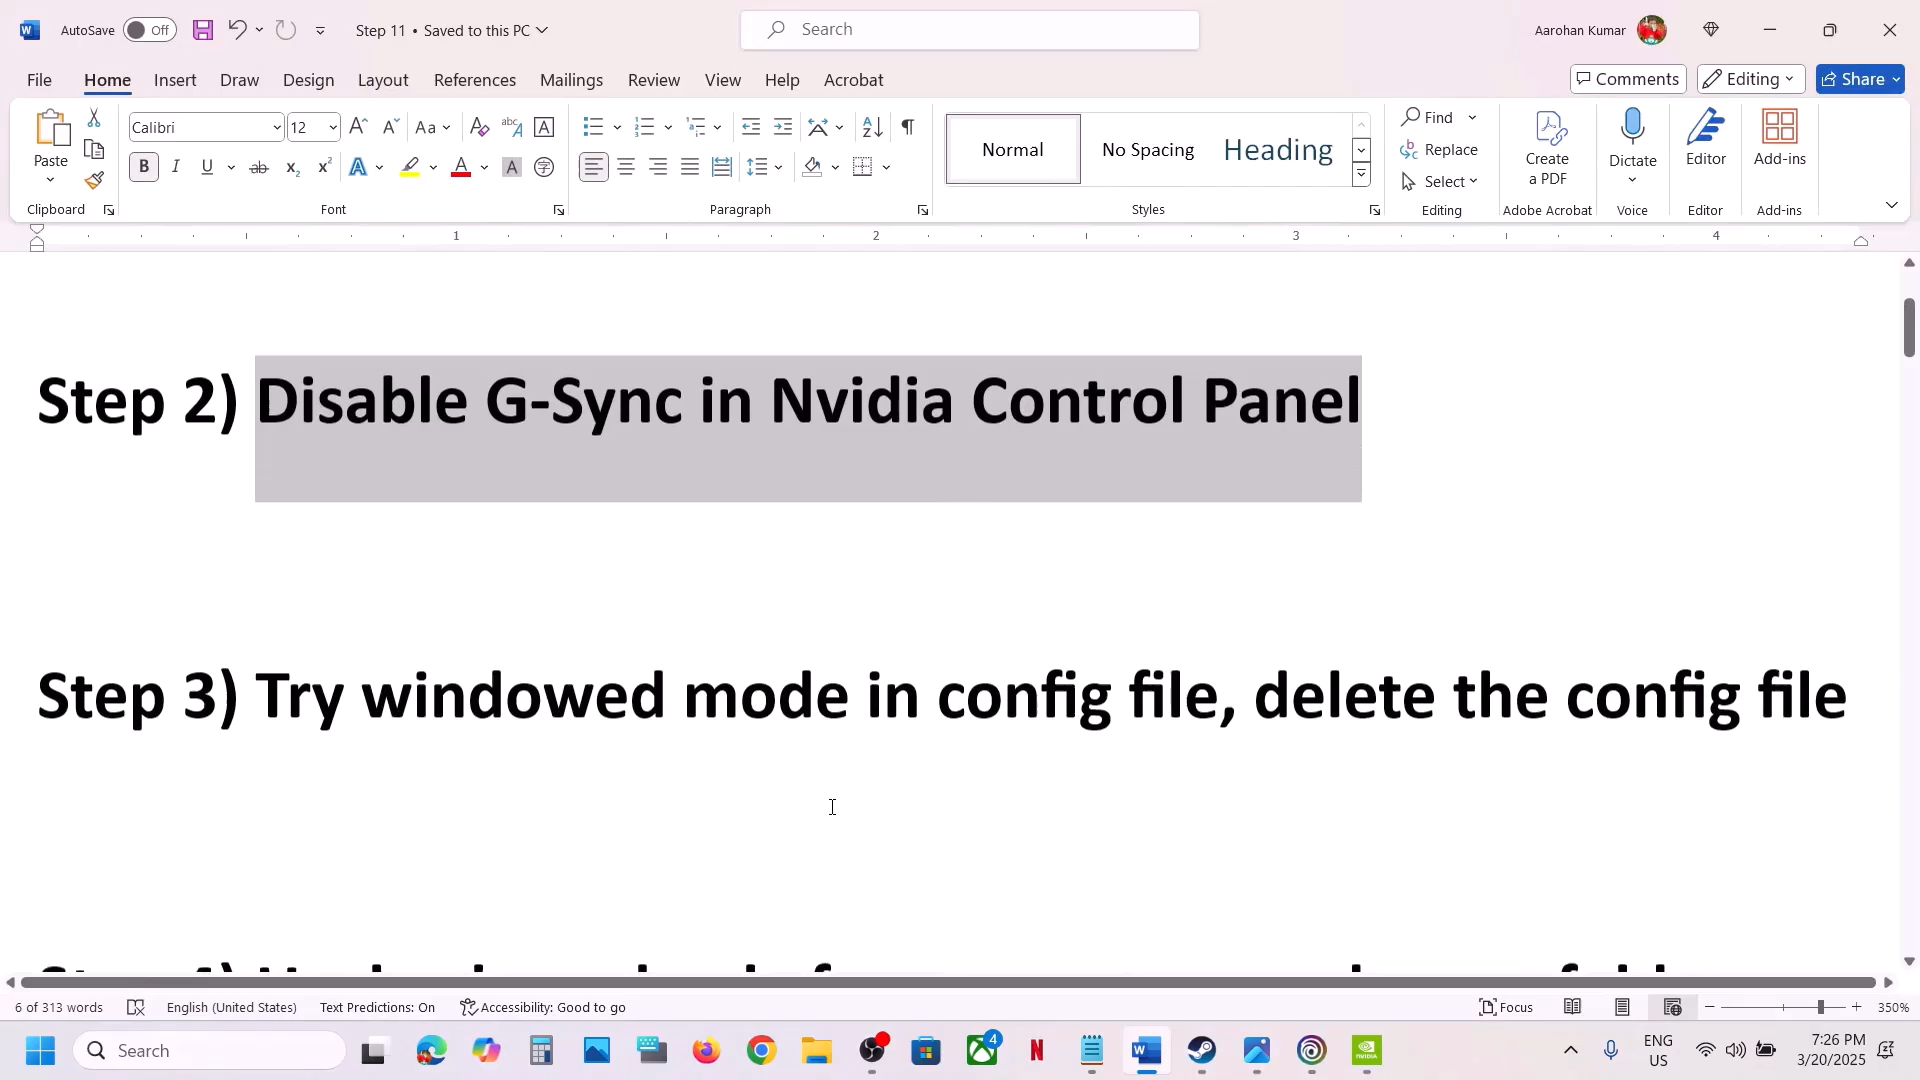 AutoSave Off Step 11 • Saved to this PC Search Aarohan Kumar
File Home Insert Draw Design Layout References Mailings Review View Help Acrobat Comments Editing Share
Paste Calibri 12 Aa Normal No Spacing Heading Find Replace Select Create a PDF Dictate Editor Add-ins
Clipboard Font Paragraph Styles Editing Adobe Acrobat Voice Editor Add-ins
1 2 3 4
Step 2) Disable G-Sync in Nvidia Control Panel
Step 3) Try windowed mode in config file, delete the config file
6 of 313 words English (United States) Text Predictions: On Accessibility: Good to go Focus 350%
Search 4 ENG US 7:26 PM 3/20/2025